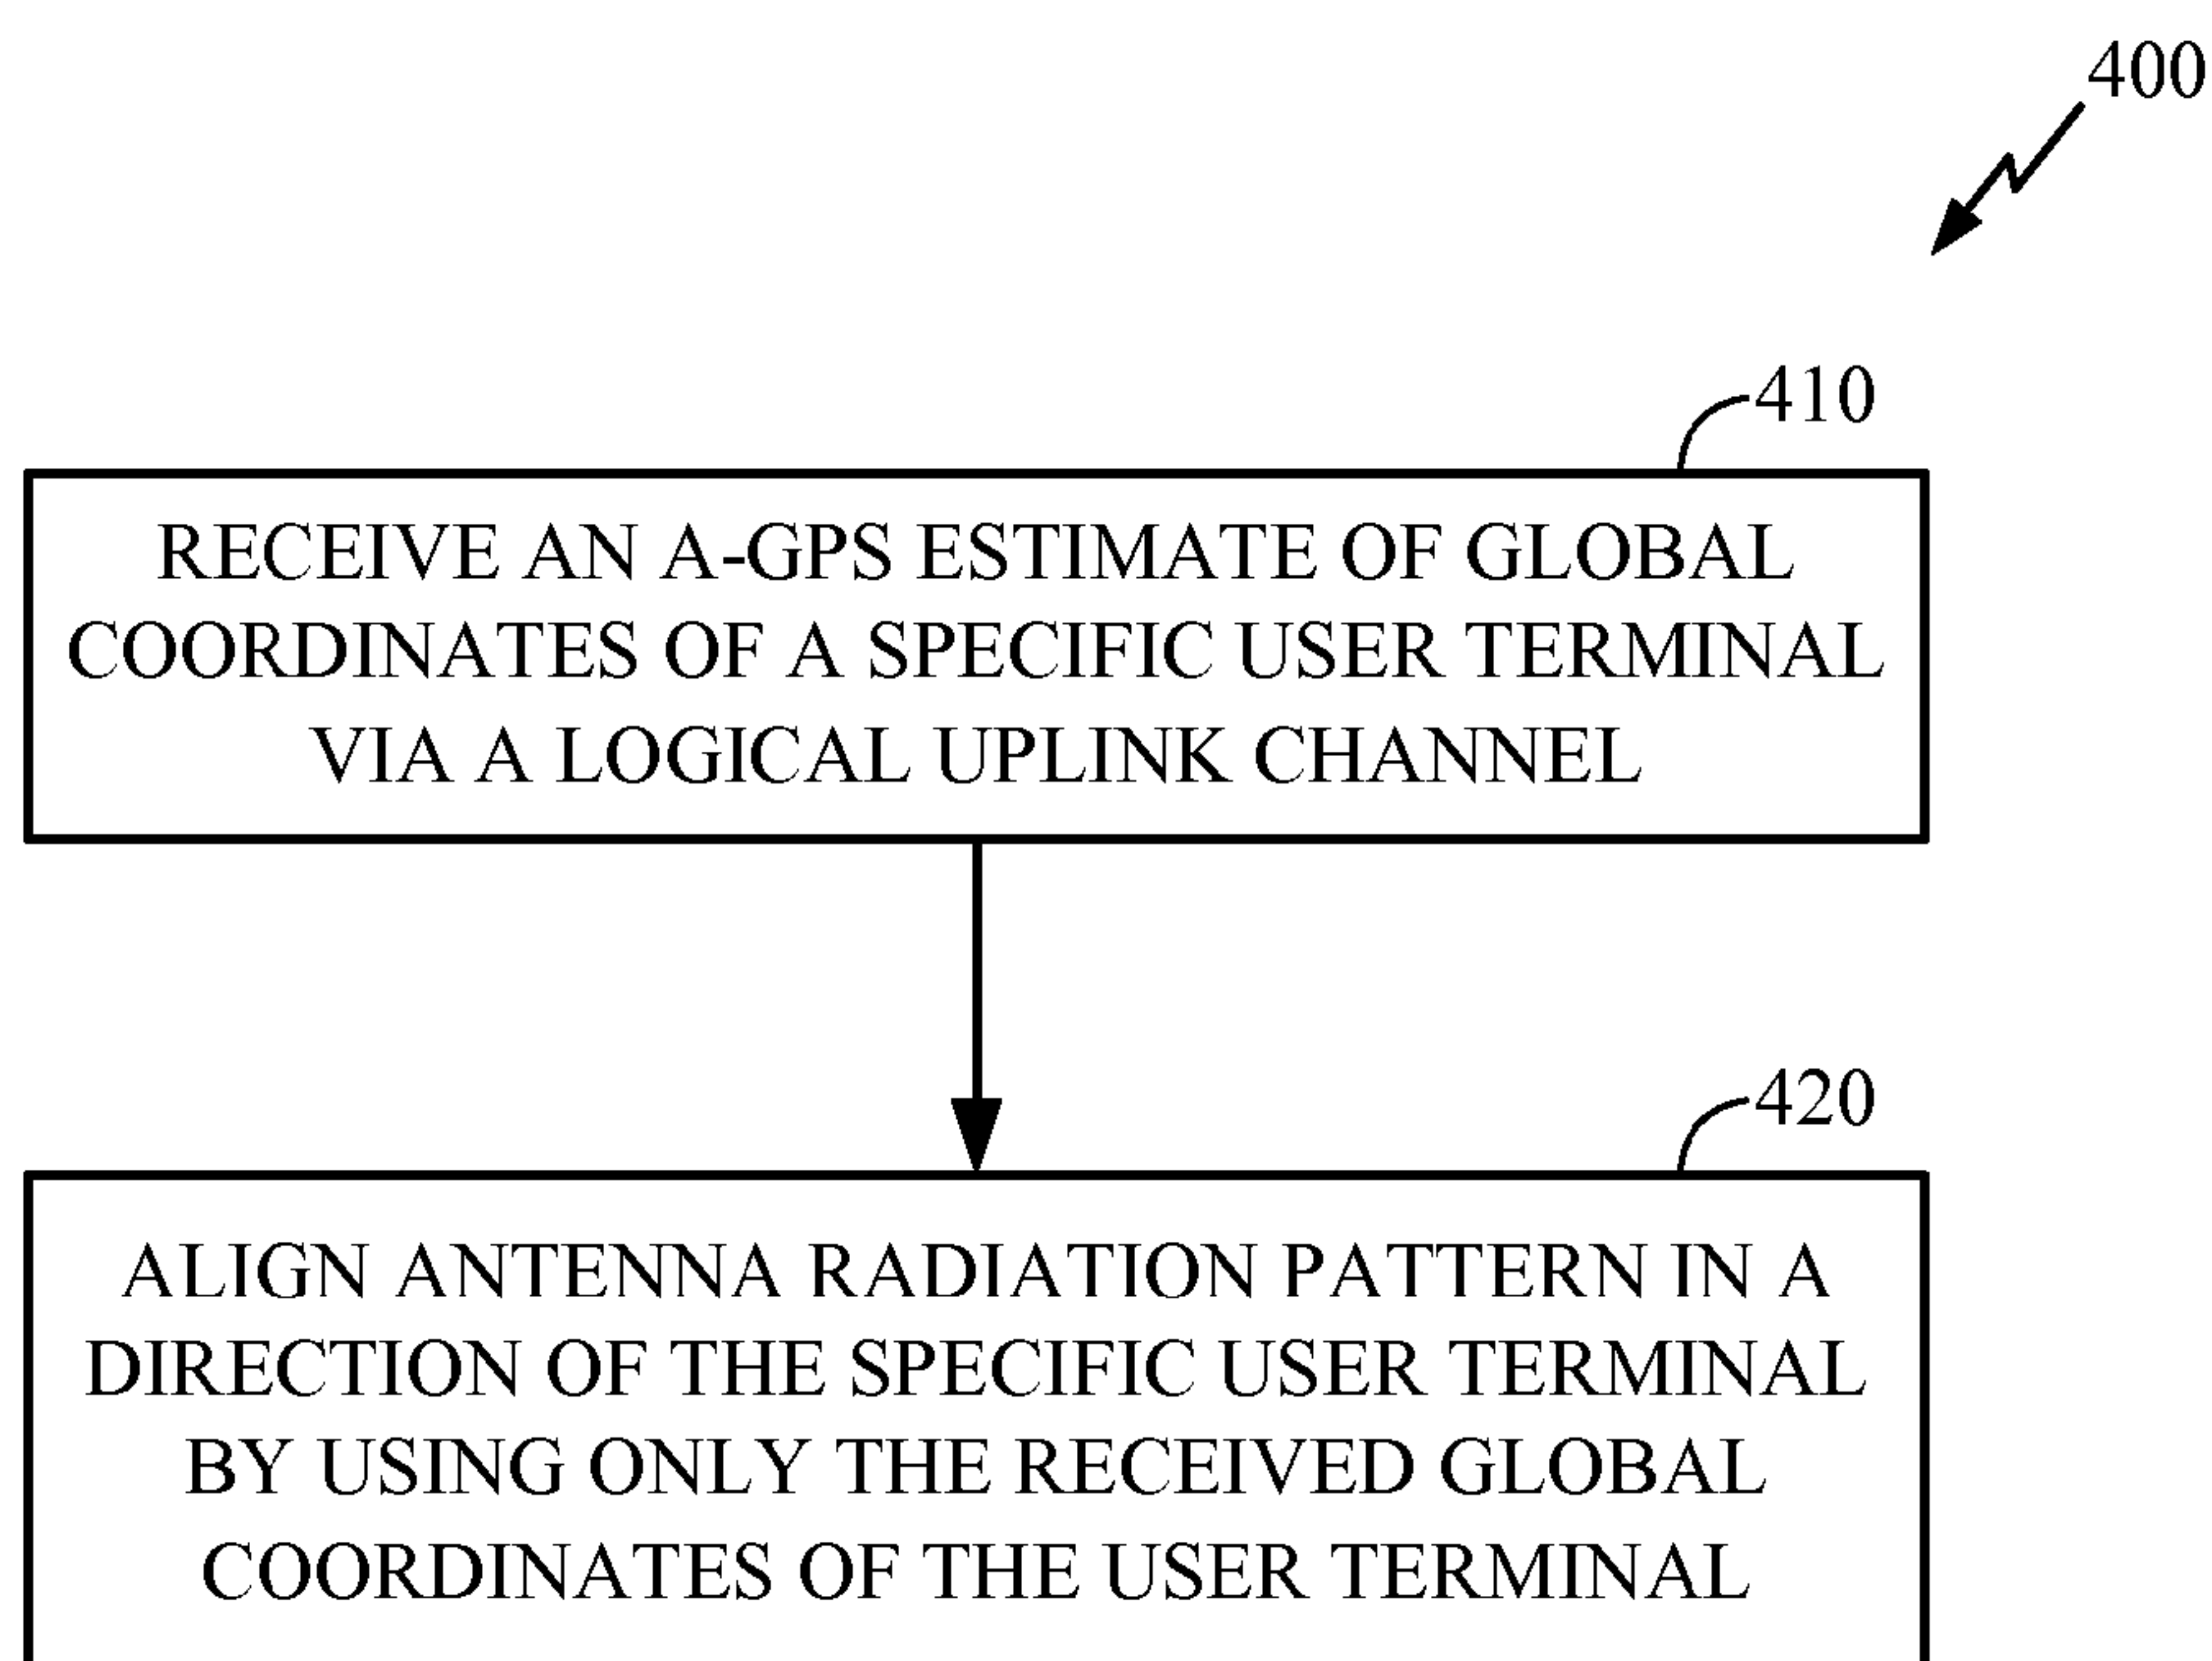 400
410
RECEIVE AN A-GPS ESTIMATE OF GLOBAL
COORDINATES OF A SPECIFIC USER TERMINAL
VIA A LOGICAL UPLINK CHANNEL
420
ALIGN ANTENNA RADIATION PATTERN IN A
DIRECTION OF THE SPECIFIC USER TERMINAL
BY USING ONLY THE RECEIVED GLOBAL
COORDINATES OF THE USER TERMINAL